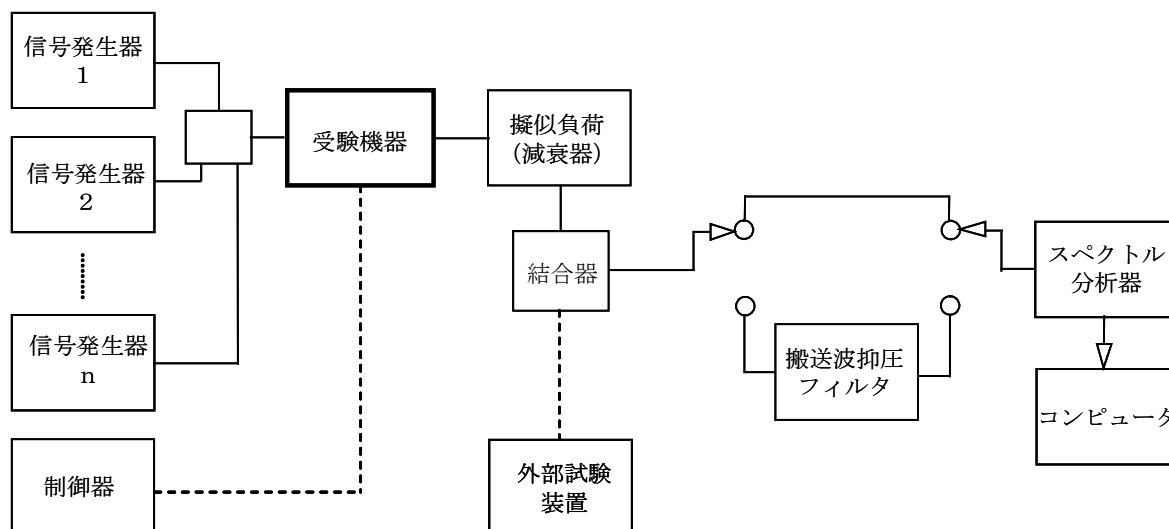 信号発生器
1
信号発生器
2
信号発生器
n
制御器
受験機器
擬似負荷
(減衰器)
結合器
外部試験
装置
搬送波抑圧
フィルタ
スペクトル
分析器
コンピュータ